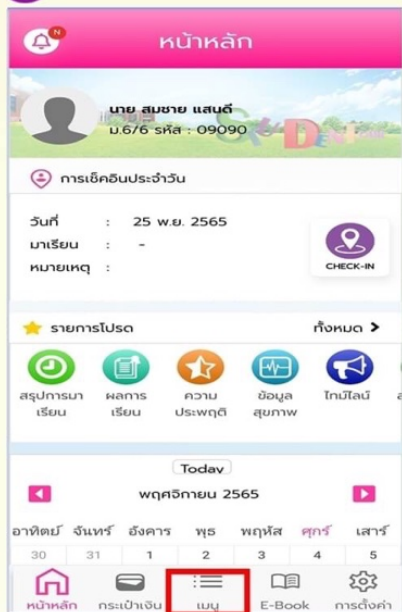 N
หน้าหลัก
นาย สมชาย แสนดี
ม.6/6 รหัส : 09090
การเช็คอินประจำวัน
วันที่ : 25 พ.ย. 2565
มาเรียน : -
หมายเหตุ :
CHECK-IN
รายการโปรด ทั้งหมด >
สรุปการมาเรียน ผลการเรียน ความประพฤติ ข้อมูลสุขภาพ ไทม์ไลน์
Today
พฤศจิกายน 2565
อาทิตย์ จันทร์ อังคาร พุธ พฤหัส ศุกร์ เสาร์
30 31 1 2 3 4 5
หน้าหลัก กระเป๋าเงิน เมนู E-Book การตั้งค่า